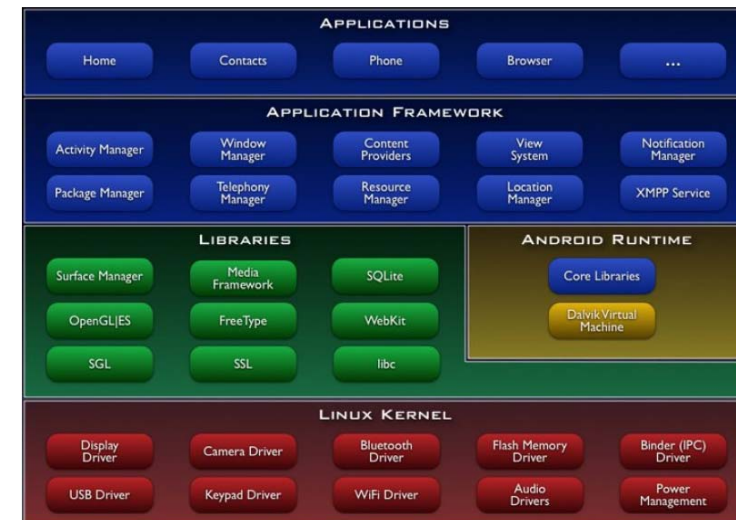 APPLICATIONS
Home
Contacts
Phone
Browser
...
APPLICATION FRAMEWORK
Activity Manager
Window
Manager
Content
Providers
View
System
Notification
Manager
Package Manager
Telephony
Manager
Resource
Manager
Location
Manager
XMPP Service
LIBRARIES
Surface Manager
Media
Framework
SQLite
OpenGL|ES
FreeType
WebKit
SGL
SSL
libc
ANDROID RUNTIME
Core Libraries
Dalvik Virtual
Machine
LINUX KERNEL
Display
Driver
Camera Driver
Bluetooth
Driver
Flash Memory
Driver
Binder (IPC)
Driver
USB Driver
Keypad Driver
WiFi Driver
Audio
Drivers
Power
Management